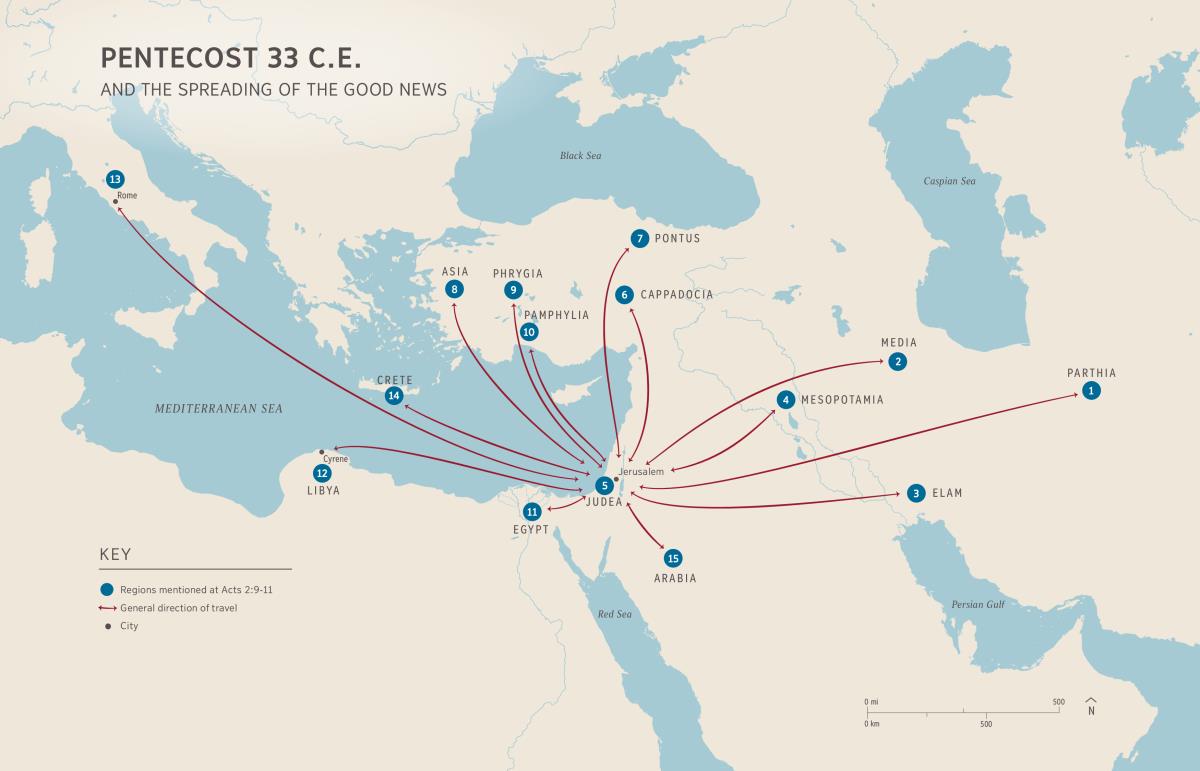 PENTECOST 33 C.E.
AND THE SPREADING OF THE GOOD NEWS
Black Sea
Caspian Sea
13
Rome
7 PONTUS
ASIA
8
PHRYGIA
9
6 CAPPADOCIA
PAMPHYLIA
10
MEDIA
2
PARTHIA
1
CRETE
14
4 MESOPOTAMIA
MEDITERRANEAN SEA
Cyrene
12
LIBYA
Jerusalem
5
JUDEA
3 ELAM
11
EGYPT
15
ARABIA
KEY
Regions mentioned at Acts 2:9-11
General direction of travel
City
Red Sea
Persian Gulf
0 mi 500
0 km 500
N